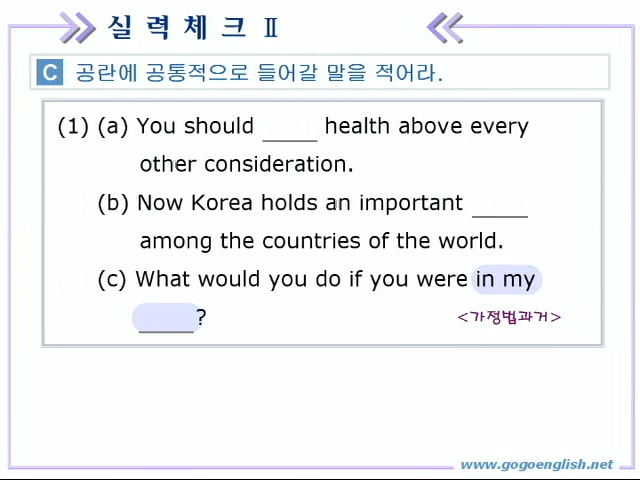 실 력 체 크 Ⅱ
C 공란에 공통적으로 들어갈 말을 적어라.
(1) (a) You should _____ health above every
other consideration.
(b) Now Korea holds an important _____
among the countries of the world.
(c) What would you do if you were in my
_____?
<가정법과거>
www.gogoenglish.net